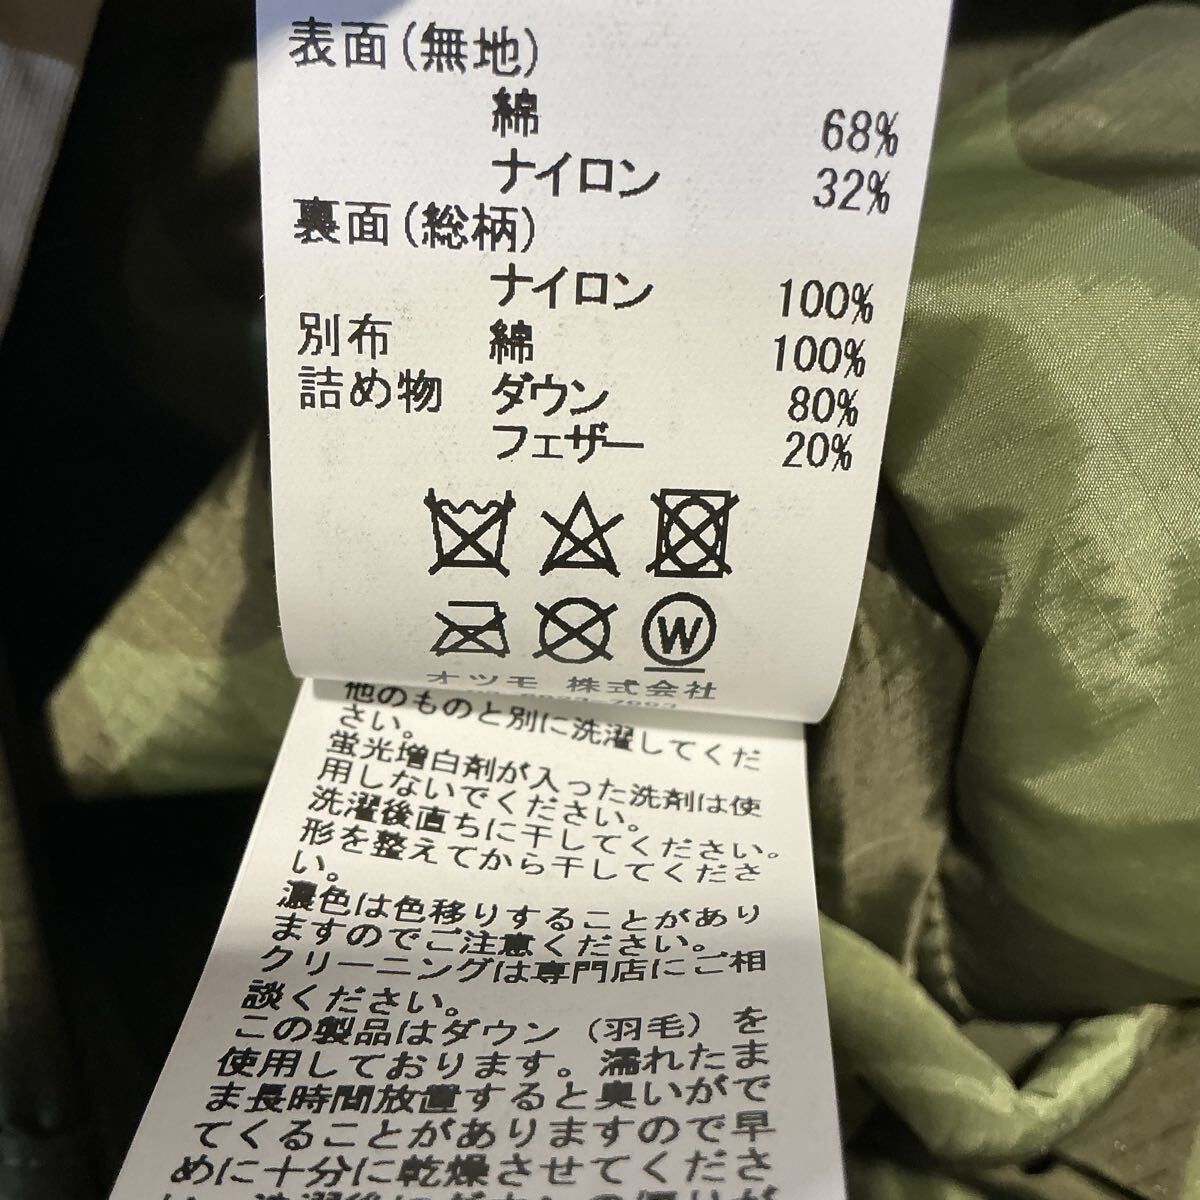 表面(無地)
綿 68%
ナイロン 32%
裏面(総柄)
ナイロン 100%
別布 綿 100%
詰め物 ダウン 80%
フェザー 20%
W
オツモ 株式会社
他のものと別に洗濯してくだ
さい。
蛍光増白剤が入った洗剤は使
用しないでください。
洗濯後直ちに干してください。
形を整えてから干してくださ
い。
濃色は色移りすることがあり
ますのでご注意ください。
クリーニングは専門店にご相
談ください。
この製品はダウン(羽毛)を
使用しております。濡れたま
ま長時間放置すると臭いがで
てくることがありますので早
めに十分に乾燥させてくださ